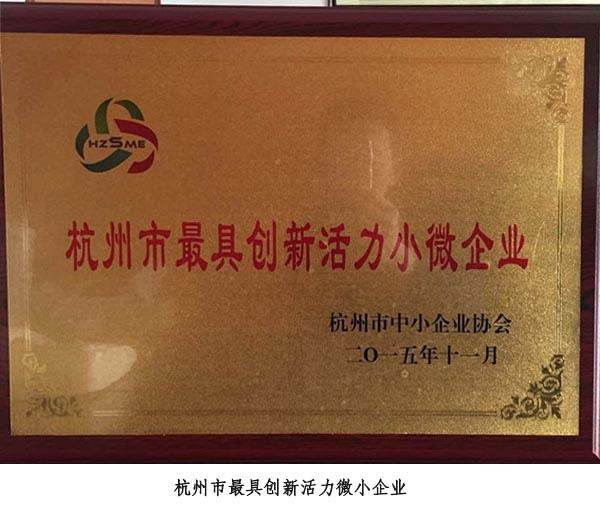 HZSME
杭州市最具创新活力小微企业
杭州市中小企业协会
二〇一五年十一月
杭州市最具创新活力微小企业